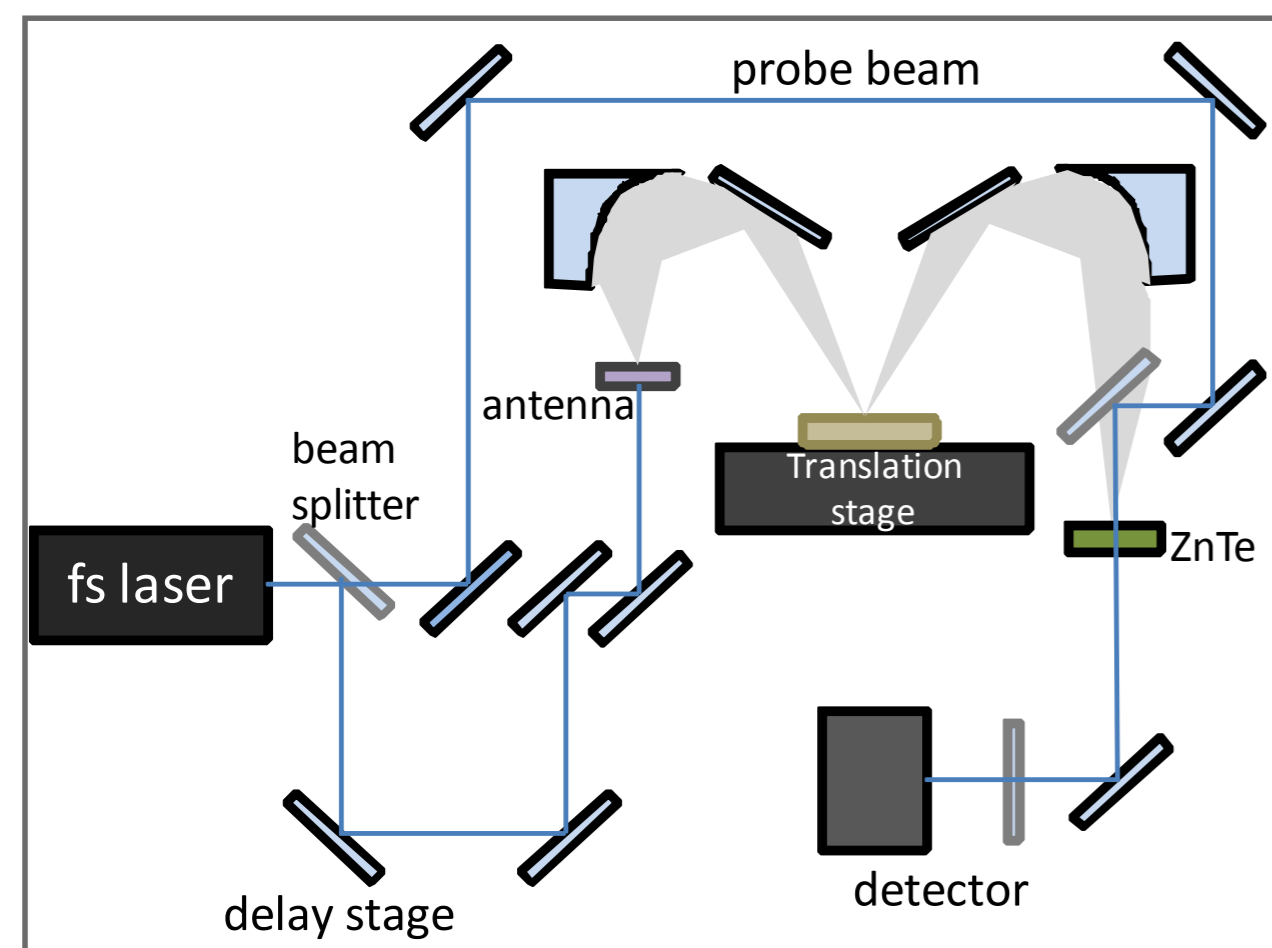 probe beam
antenna
beam
splitter
Translation
stage
fs laser
ZnTe
detector
delay stage